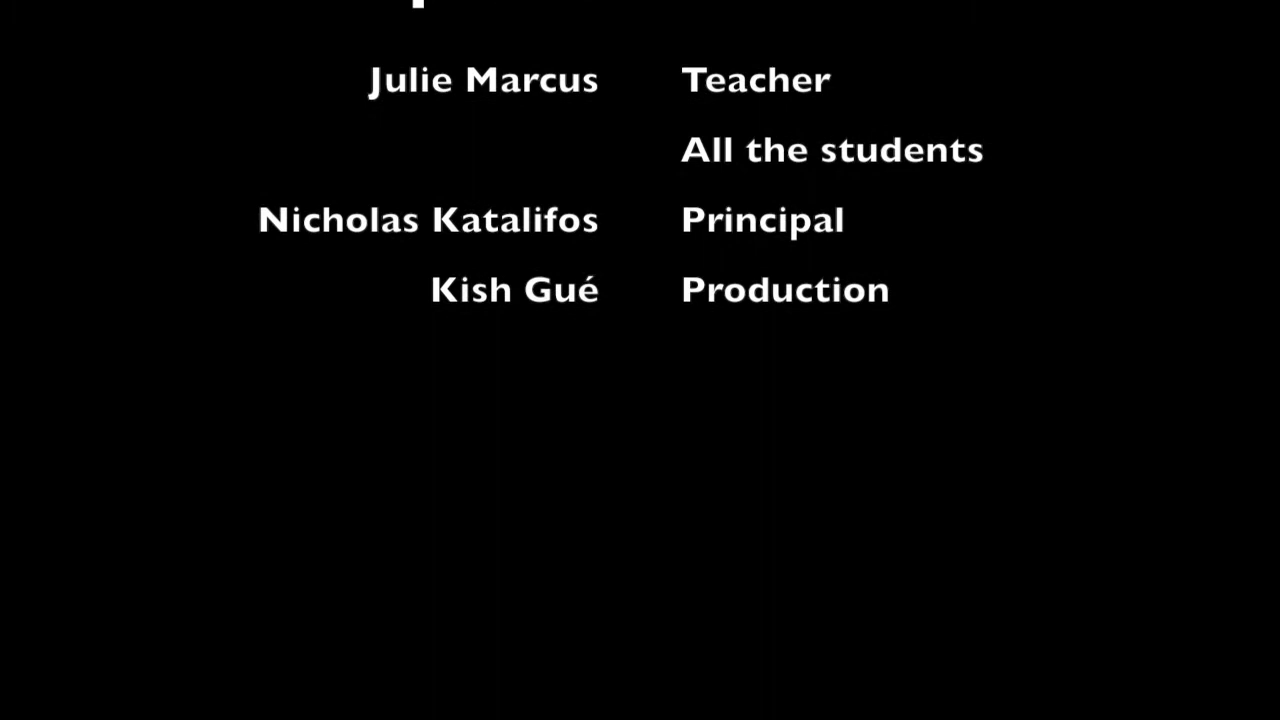 Julie Marcus Teacher
All the students
Nicholas Katalifos Principal
Kish Gué Production